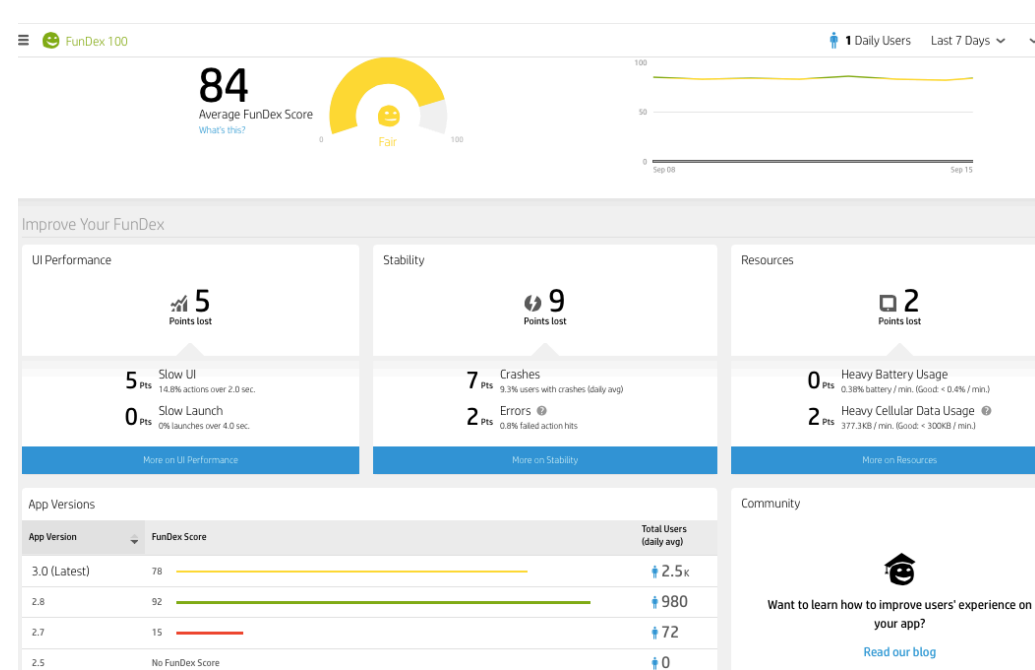 FunDex 100
1 Daily Users
Last 7 Days
84
Average FunDex Score
What's this?
0
Fair
100
100
50
0
Sep 08
Sep 15
Improve Your FunDex
UI Performance
5
Points lost
5 Pts
Slow UI
14.8% actions over 2.0 sec.
0 Pts
Slow Launch
0% launches over 4.0 sec.
More on UI Performance
Stability
9
Points lost
7 Pts
Crashes
9.3% users with crashes (daily avg)
2 Pts
Errors ?
0.8% failed action hits
More on Stability
Resources
2
Points lost
0 Pts
Heavy Battery Usage
0.38% battery / min. (Good: < 0.4% / min.)
2 Pts
Heavy Cellular Data Usage ?
377.3KB / min. (Good: < 300KB / min.)
More on Resources
App Versions
App Version
FunDex Score
Total Users
(daily avg)
3.0 (Latest)
78
2.5K
2.8
92
980
2.7
15
72
2.5
No FunDex Score
0
Community
Want to learn how to improve users' experience on
your app?
Read our blog